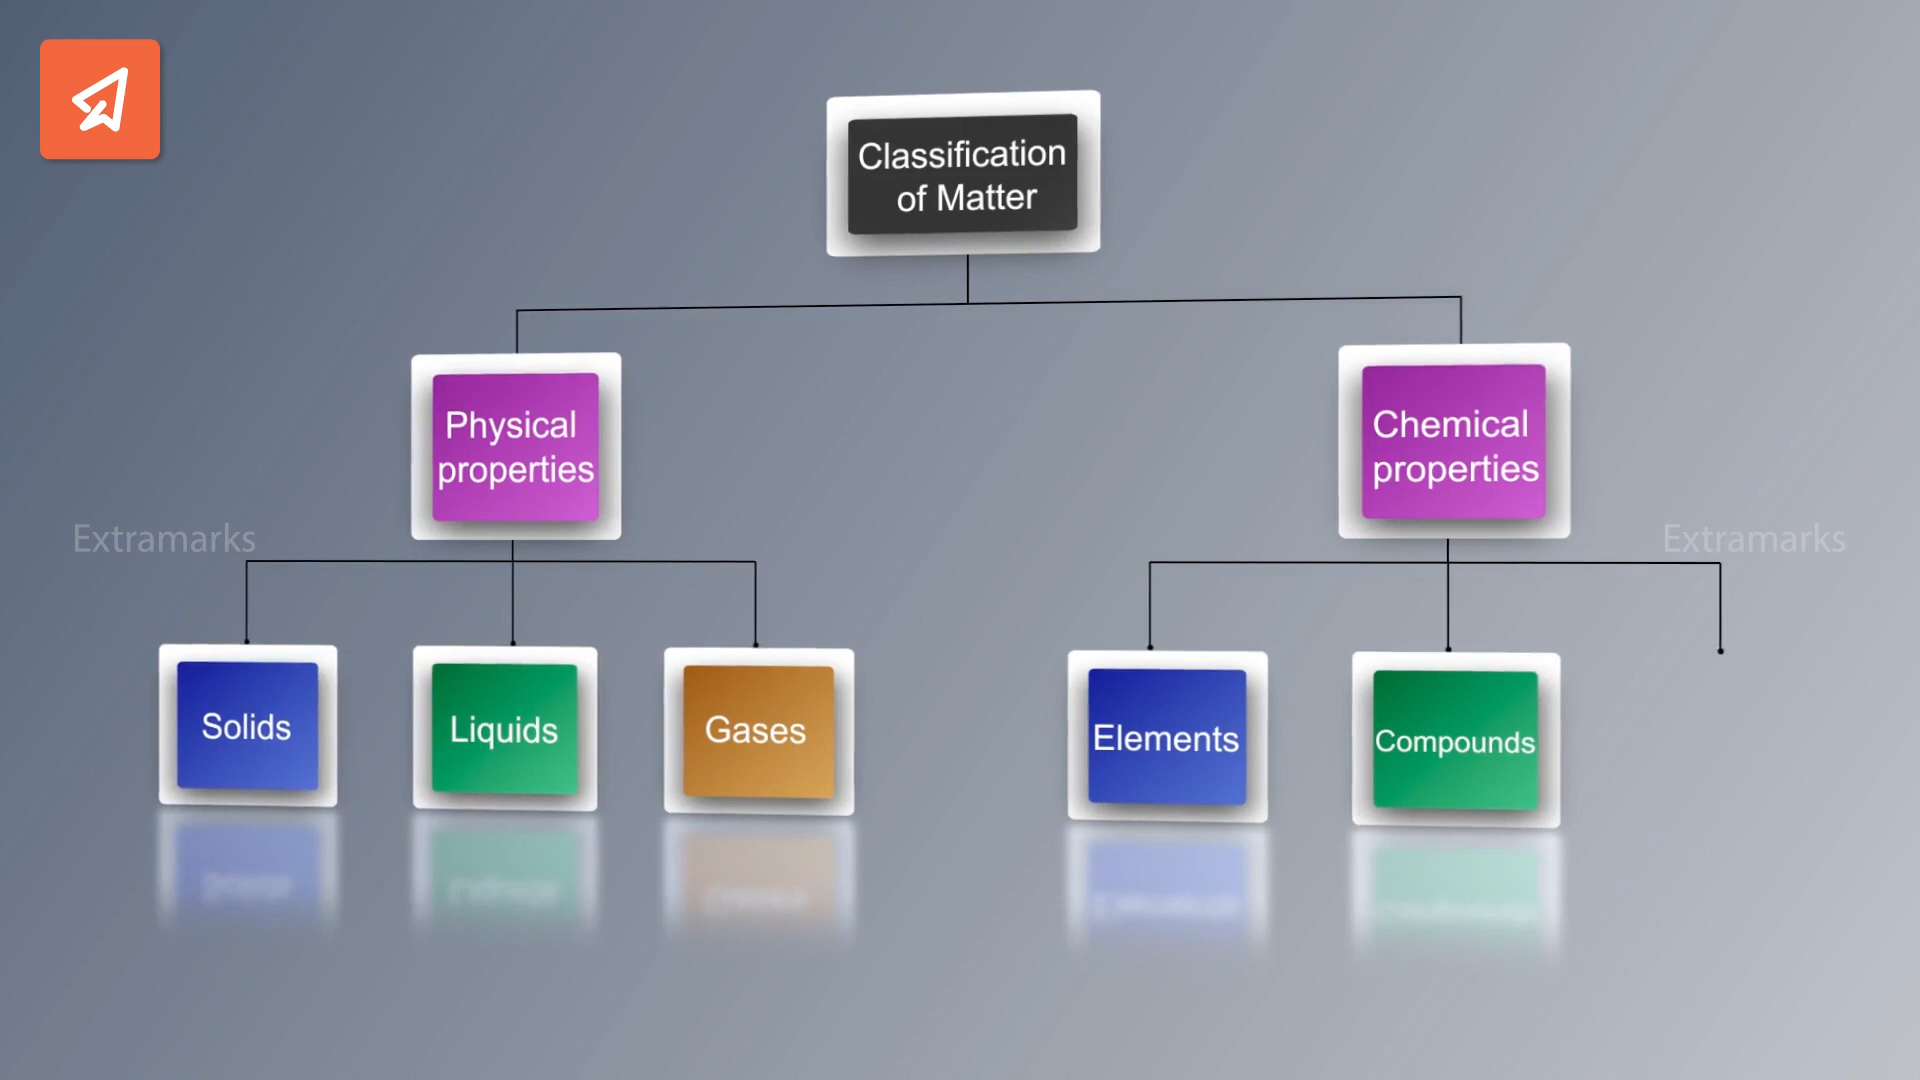 Classification
of Matter
Physical
properties
Chemical
properties
Extramarks
Extramarks
Solids
Liquids
Gases
Elements
Compounds